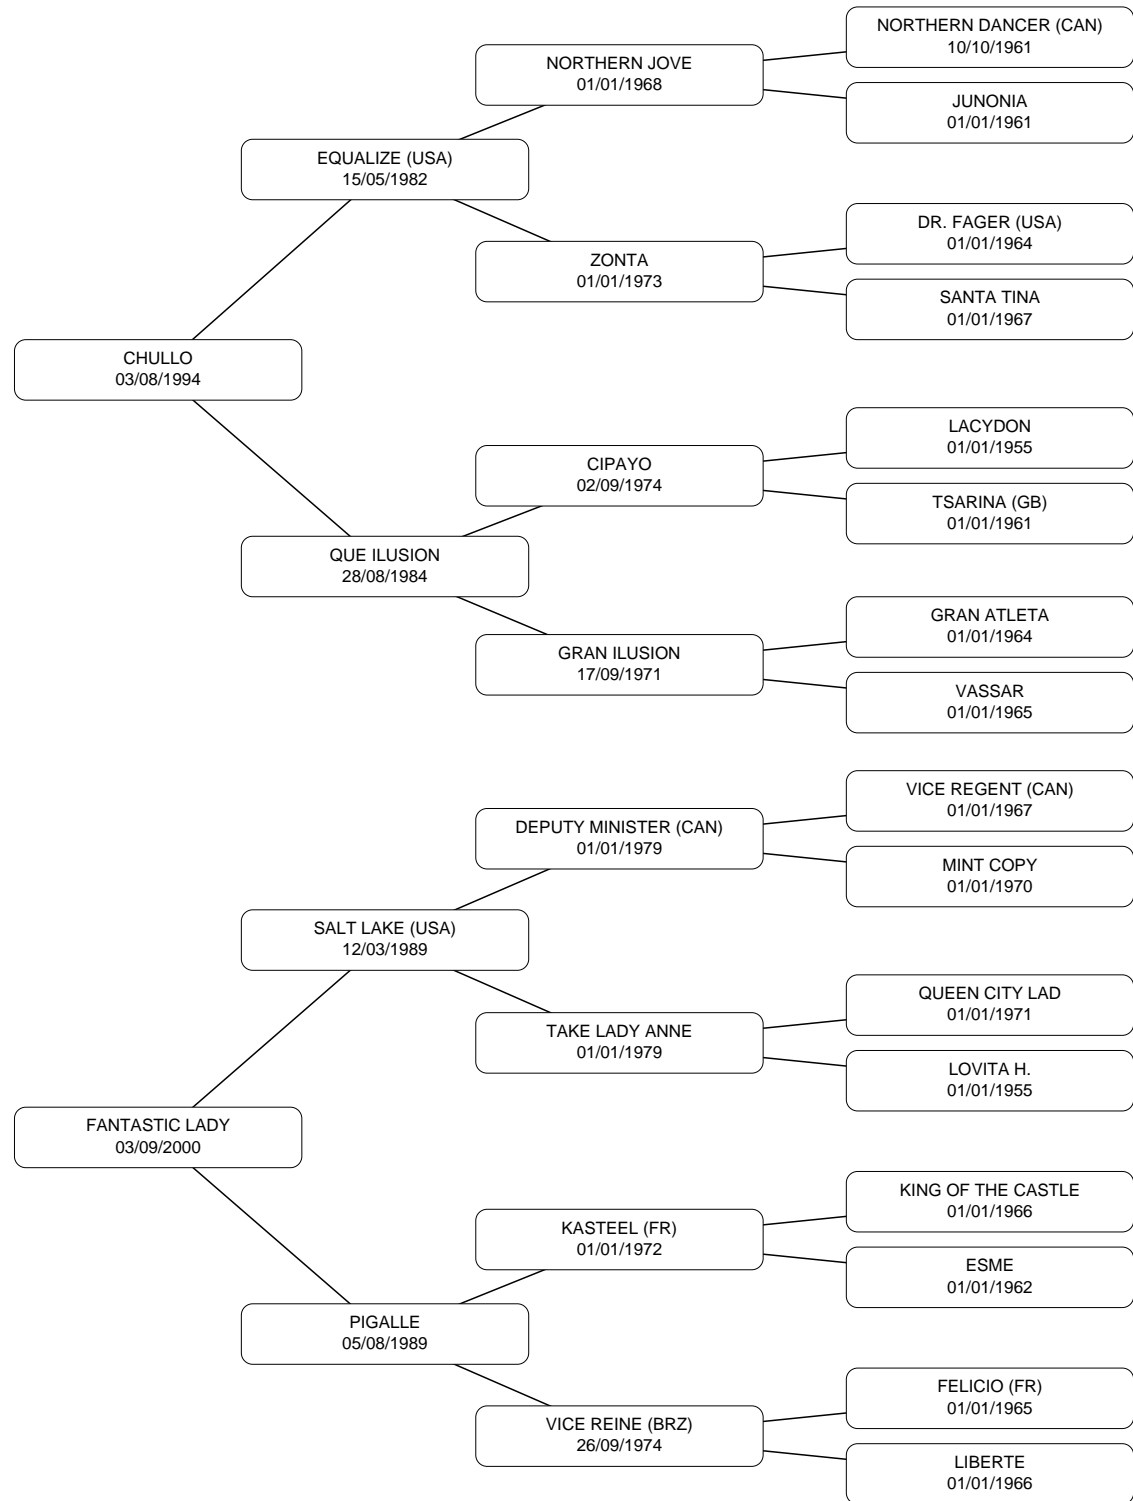 NORTHERN DANCER (CAN)
10/10/1961
NORTHERN JOVE
01/01/1968
JUNONIA
01/01/1961
EQUALIZE (USA)
15/05/1982
DR. FAGER (USA)
01/01/1964
ZONTA
01/01/1973
SANTA TINA
01/01/1967
CHULLO
03/08/1994
LACYDON
01/01/1955
CIPAYO
02/09/1974
TSARINA (GB)
01/01/1961
QUE ILUSION
28/08/1984
GRAN ATLETA
01/01/1964
GRAN ILUSION
17/09/1971
VASSAR
01/01/1965
VICE REGENT (CAN)
01/01/1967
DEPUTY MINISTER (CAN)
01/01/1979
MINT COPY
01/01/1970
SALT LAKE (USA)
12/03/1989
QUEEN CITY LAD
01/01/1971
TAKE LADY ANNE
01/01/1979
LOVITA H.
01/01/1955
FANTASTIC LADY
03/09/2000
KING OF THE CASTLE
01/01/1966
KASTEEL (FR)
01/01/1972
ESME
01/01/1962
PIGALLE
05/08/1989
FELICIO (FR)
01/01/1965
VICE REINE (BRZ)
26/09/1974
LIBERTE
01/01/1966